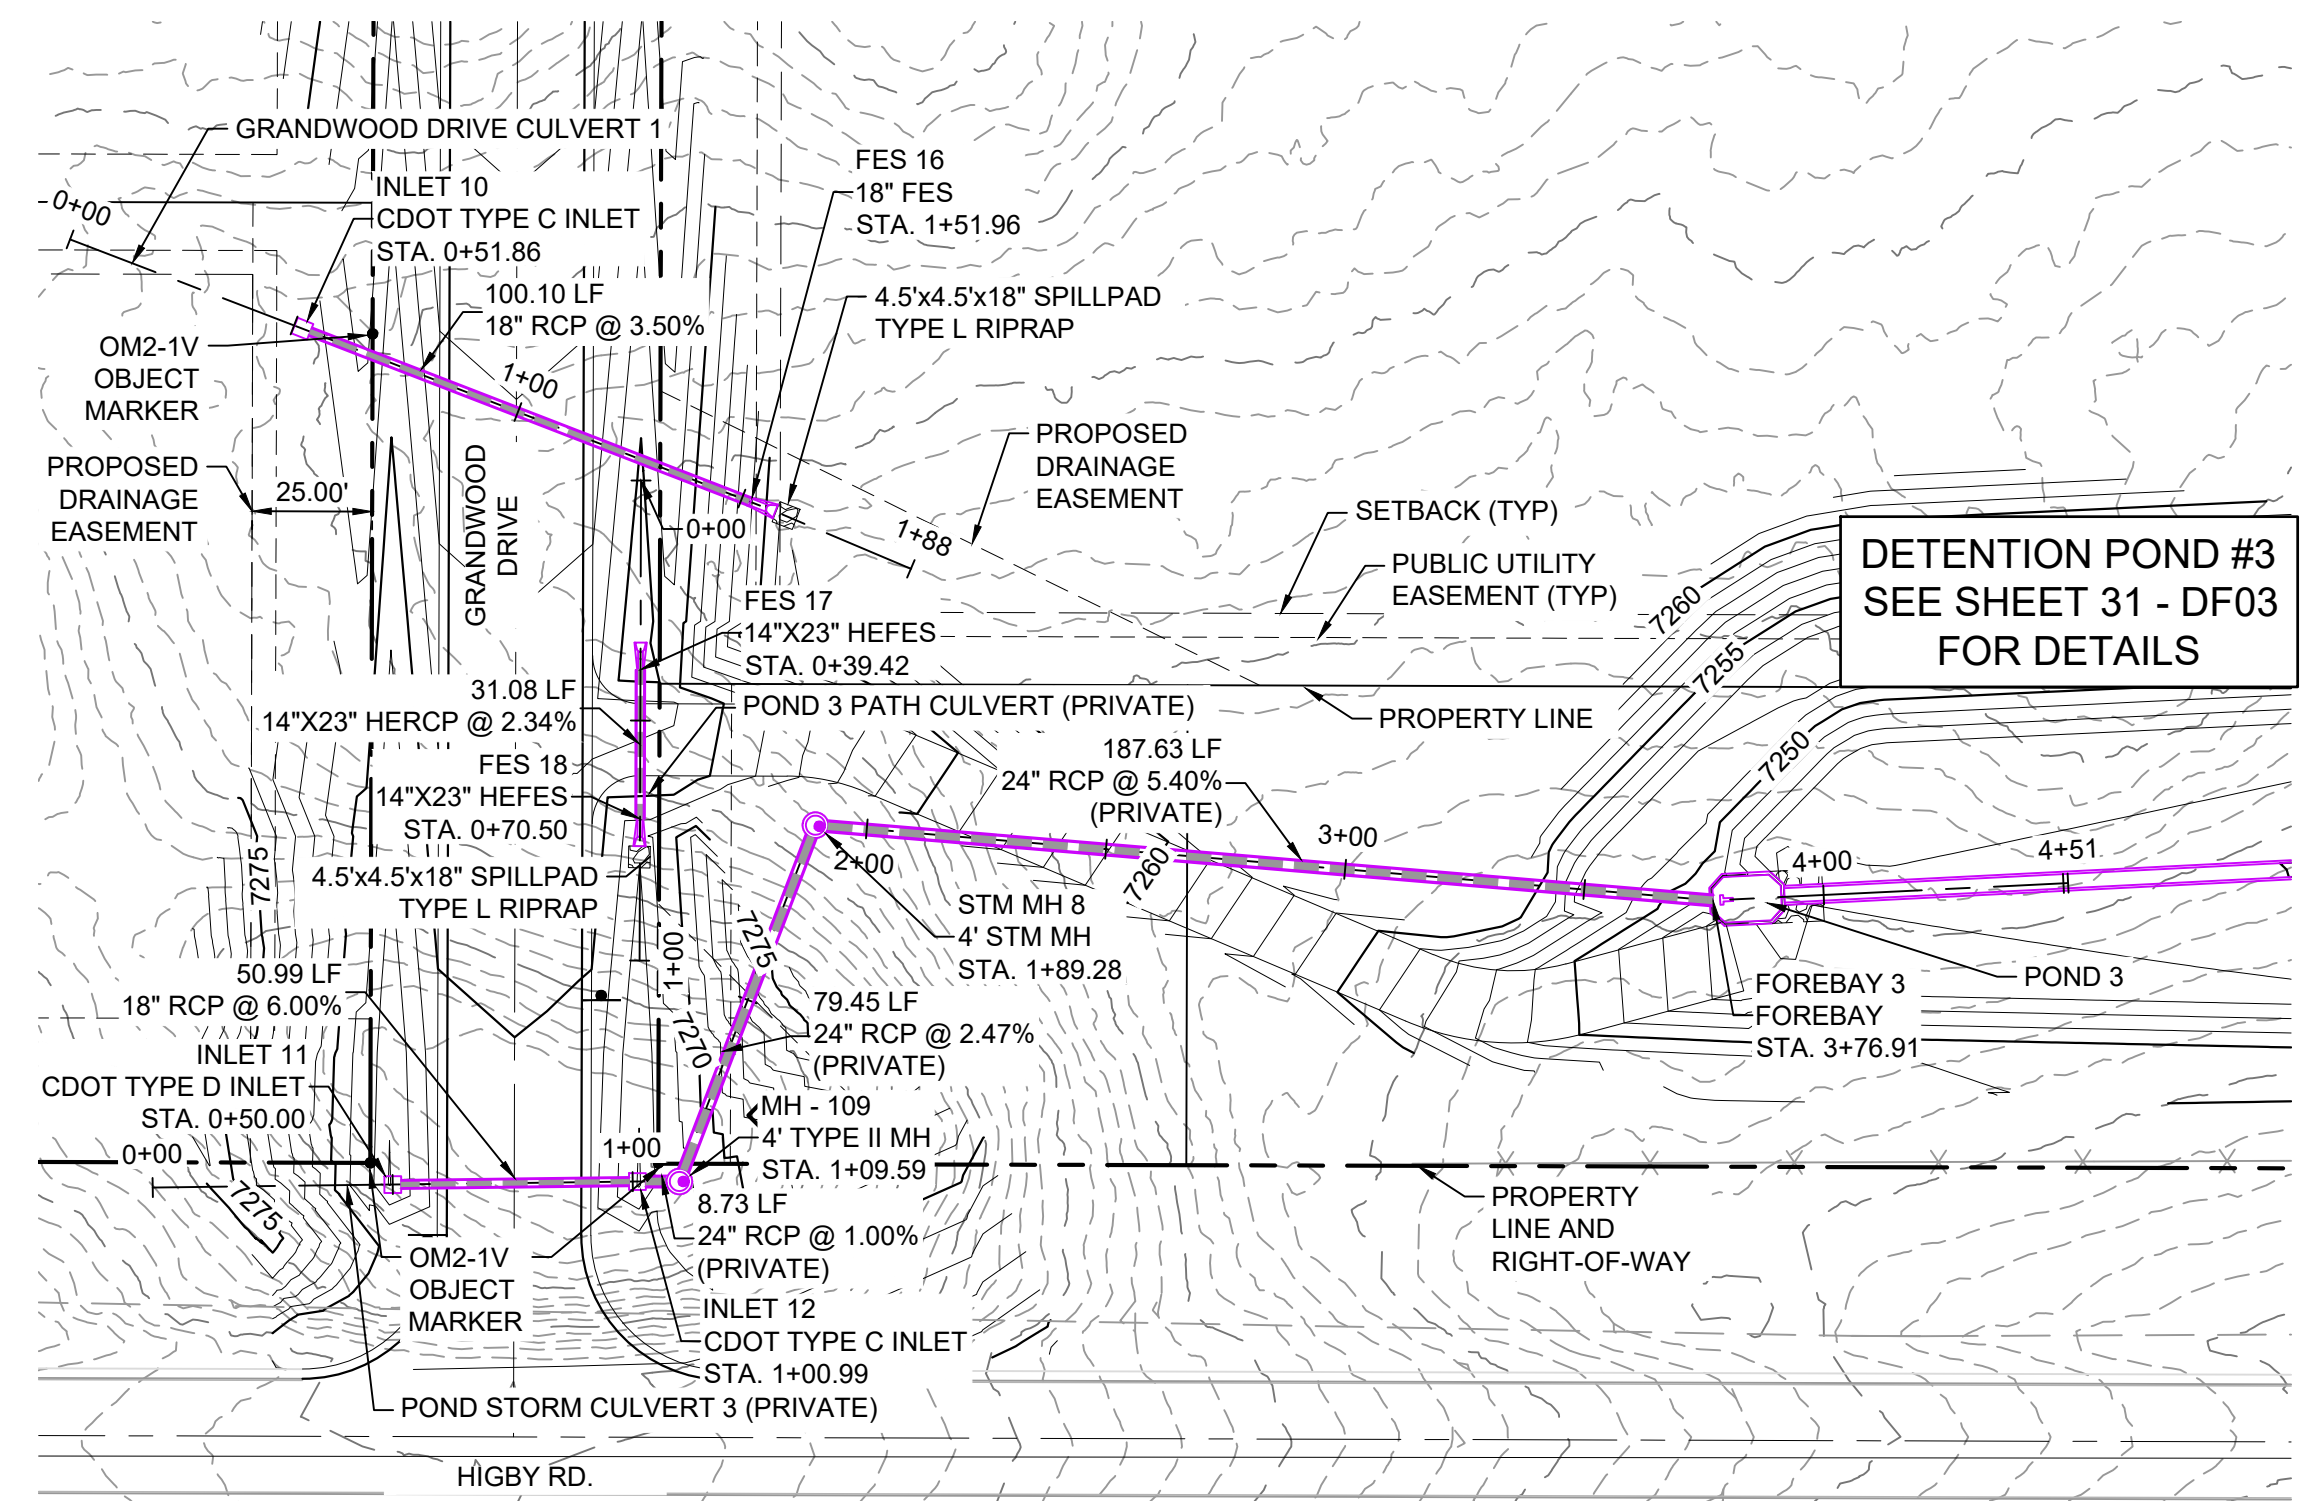 GRANDWOOD DRIVE CULVERT 1
0+00
INLET 10
CDOT TYPE C INLET
STA. 0+51.86
FES 16
18" FES
STA. 1+51.96
100.10 LF
18" RCP @ 3.50%
4.5'x4.5'x18" SPILLPAD
TYPE L RIPRAP
OM2-1V
OBJECT
MARKER
1+00
PROPOSED
DRAINAGE
EASEMENT
25.00'
GRANDWOOD
DRIVE
PROPOSED
DRAINAGE
EASEMENT
0+00
1+88
SETBACK (TYP)
PUBLIC UTILITY
EASEMENT (TYP)
DETENTION POND #3
SEE SHEET 31 - DF03
FOR DETAILS
7260
7255
7250
FES 17
14"X23" HEFES
STA. 0+39.42
31.08 LF
14"X23" HERCP @ 2.34%
POND 3 PATH CULVERT (PRIVATE)
PROPERTY LINE
FES 18
14"X23" HEFES
STA. 0+70.50
187.63 LF
24" RCP @ 5.40%
(PRIVATE)
4.5'x4.5'x18" SPILLPAD
TYPE L RIPRAP
7275
2+00
3+00
4+00
4+51
7260
STM MH 8
4' STM MH
STA. 1+89.28
1+00
7275
7270
50.99 LF
18" RCP @ 6.00%
79.45 LF
24" RCP @ 2.47%
(PRIVATE)
FOREBAY 3
FOREBAY
STA. 3+76.91
POND 3
INLET 11
CDOT TYPE D INLET
STA. 0+50.00
0+00
7275
1+00
MH - 109
4' TYPE II MH
STA. 1+09.59
8.73 LF
24" RCP @ 1.00%
(PRIVATE)
PROPERTY
LINE AND
RIGHT-OF-WAY
OM2-1V
OBJECT
MARKER
INLET 12
CDOT TYPE C INLET
STA. 1+00.99
POND STORM CULVERT 3 (PRIVATE)
HIGBY RD.